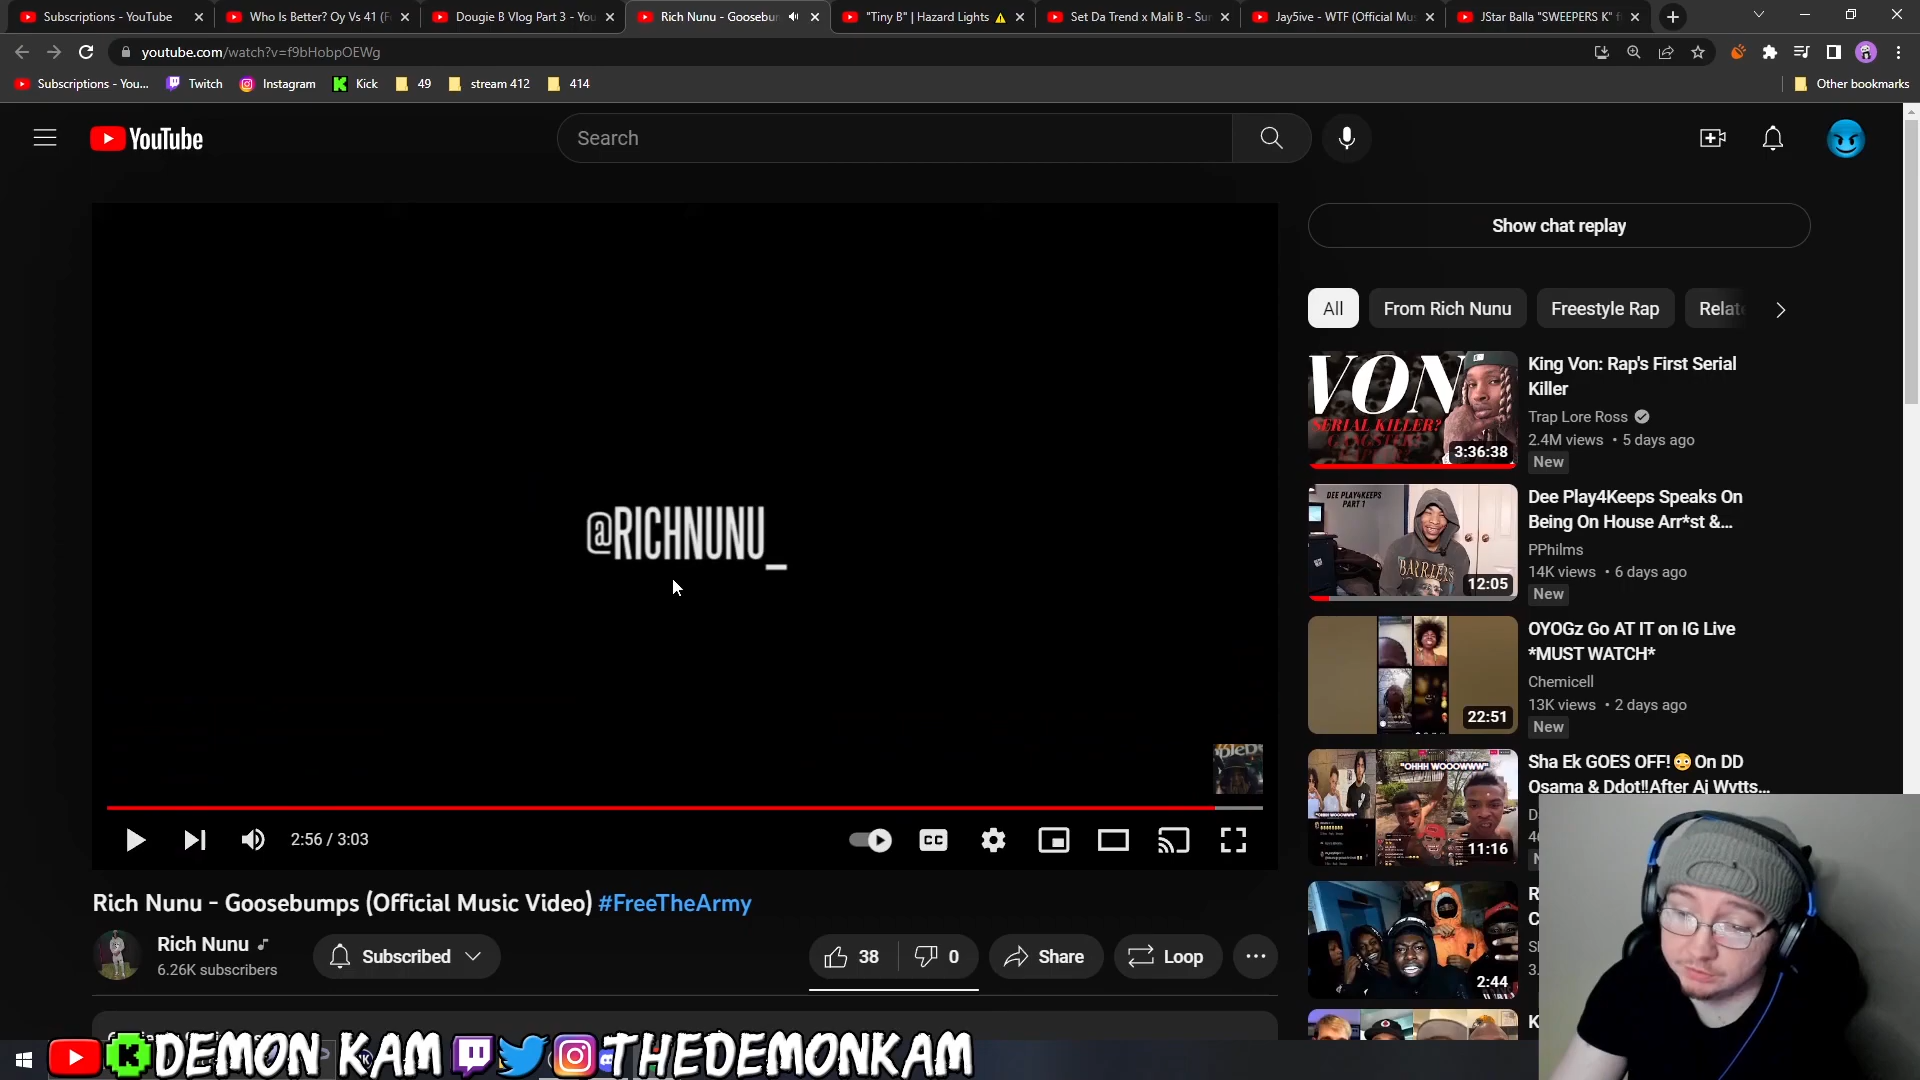 Subscriptions - YouTube
Who Is Better? Oy Vs 41 (F
Dougie B Vlog Part 3 - You
Rich Nunu - Goosebum
"Tiny B" | Hazard Lights
Set Da Trend x Mali B - Sur
Jay5ive - WTF (Official Mus
JStar Balla "SWEEPERS K" f
youtube.com/watch?v=f9bHobpOEWg
Subscriptions - You...
Twitch
Instagram
Kick
49
stream 412
414
Other bookmarks
YouTube
Search
Show chat replay
All
From Rich Nunu
Freestyle Rap
Relate
@RICHNUNU_
2:56 / 3:03
CC
Rich Nunu - Goosebumps (Official Music Video) #FreeTheArmy
Rich Nunu
6.26K subscribers
Subscribed
38
0
Share
Loop
VON
SERIAL KILLER?
3:36:38
King Von: Rap's First Serial
Killer
Trap Lore Ross
2.4M views • 5 days ago
New
DEE PLAY4KEEPS
PART 1
BARRIERS
12:05
Dee Play4Keeps Speaks On
Being On House Arr*st &...
PPhilms
14K views • 6 days ago
New
22:51
OYOGz Go AT IT on IG Live
*MUST WATCH*
Chemicell
13K views • 2 days ago
New
"OHHH WOOOWWW"
11:16
Sha Ek GOES OFF!😳On DD
Osama & Ddot!!After Aj Wytts...
2:44
DEMON KAM
THEDEMONKAM